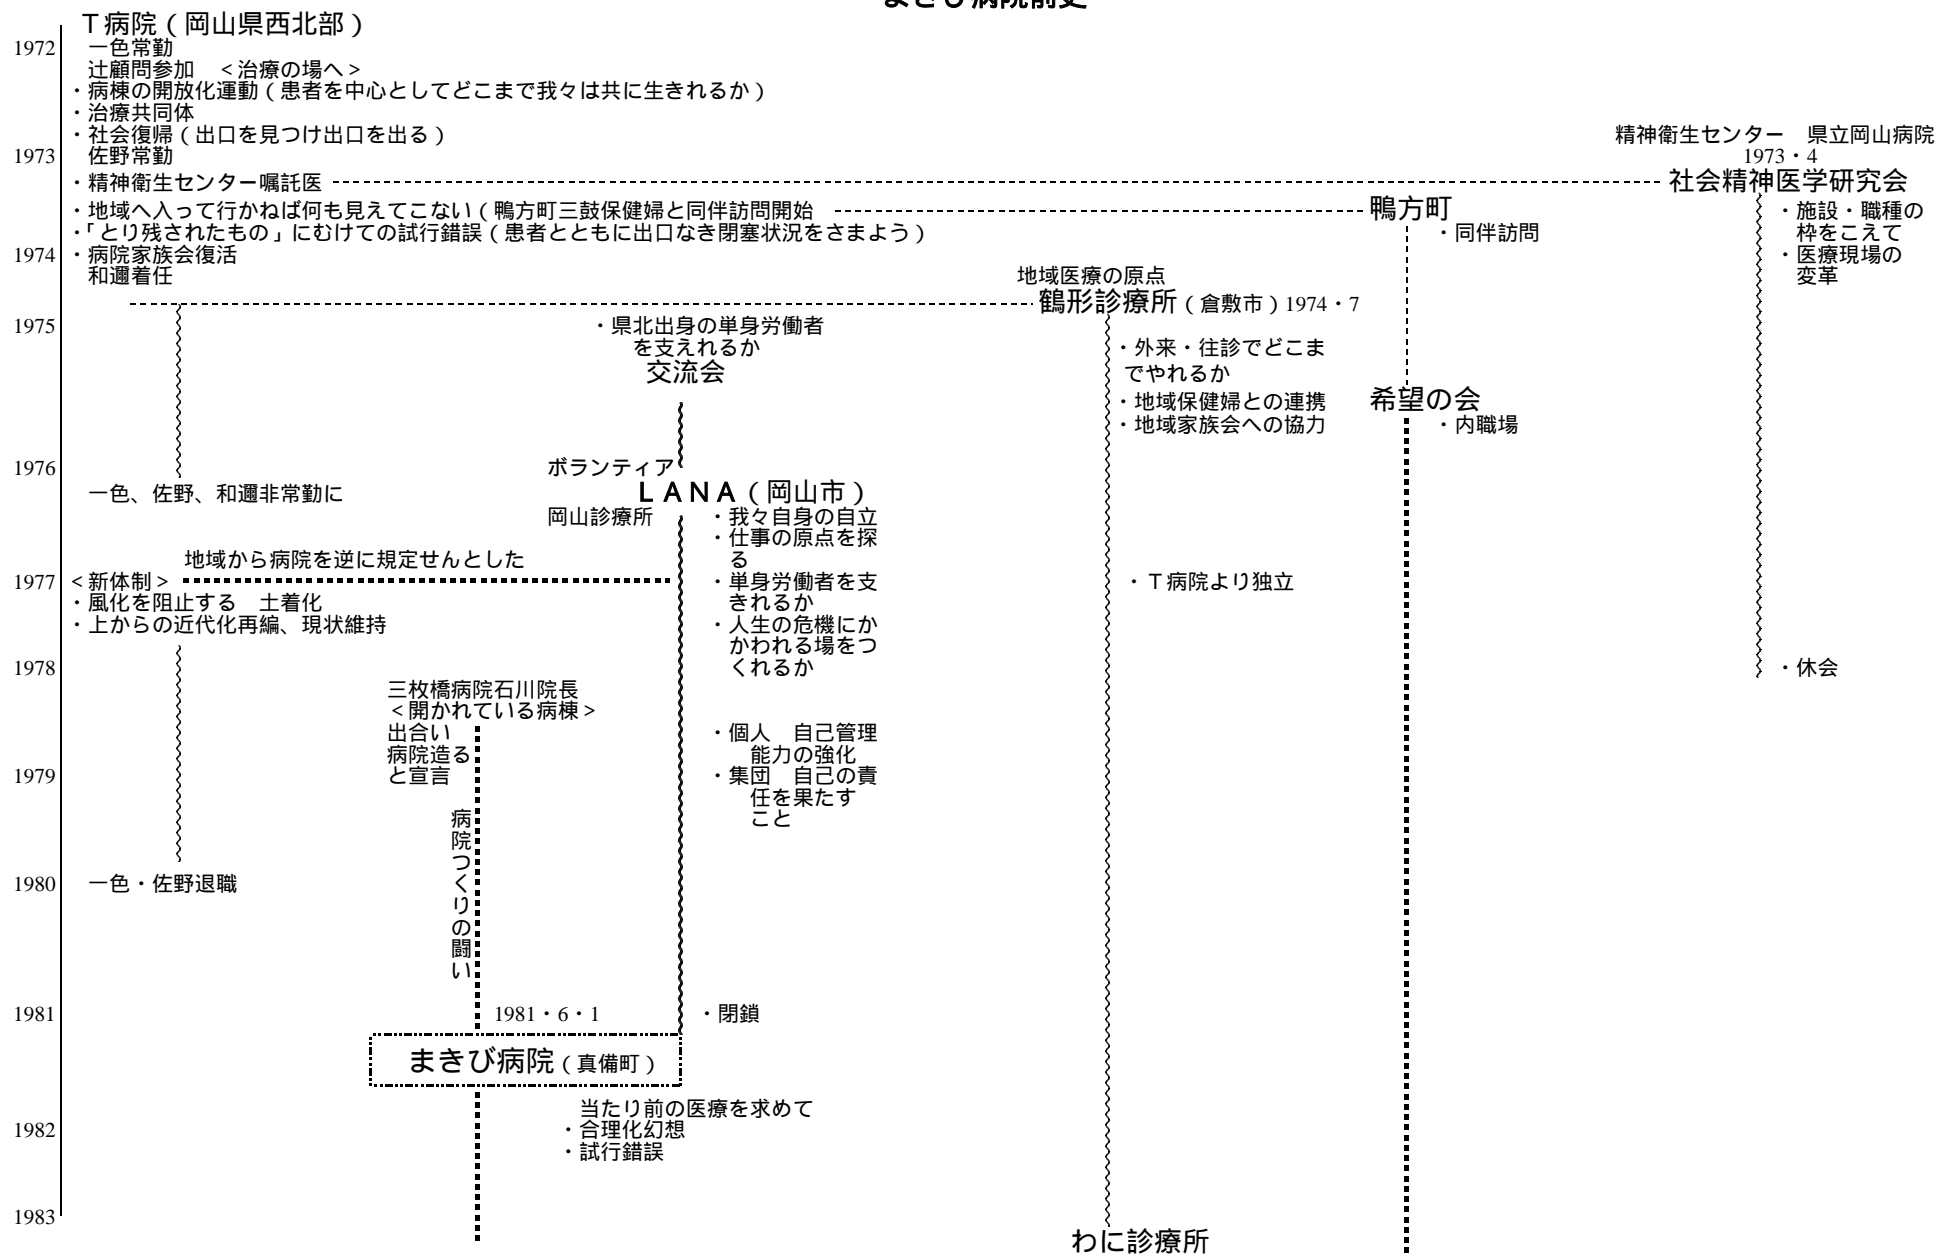 まきび病院前史
T病院(岡山県西北部)
1972
一色常勤
辻顧問参加 <治療の場へ>
・病棟の開放化運動(患者を中心としてどこまで我々は共に生きれるか)
・治療共同体
・社会復帰(出口を見つけ出口を出る)
1973
佐野常勤
・精神衛生センター嘱託医
・地域へ入って行かねば何も見えてこない(鴨方町三鼓保健婦と同伴訪問開始
・「とり残されたもの」にむけての試行錯誤(患者とともに出口なき閉塞状況をさまよう)
1974
・病院家族会復活
和邇着任
1975
1976
一色、佐野、和邇非常勤に
地域から病院を逆に規定せんとした
1977
<新体制>
・風化を阻止する 土着化
・上からの近代化再編、現状維持
1978
1979
1980
一色・佐野退職
1981
1982
1983
三枚橋病院石川院長
<開かれている病棟>
出合い
病院造る
と宣言
病院つくりの闘い
1981・6・1
まきび病院(真備町)
当たり前の医療を求めて
・合理化幻想
・試行錯誤
・県北出身の単身労働者
を支えれるか
交流会
ボランティア
LANA(岡山市)
岡山診療所
・我々自身の自立
・仕事の原点を探
る
・単身労働者を支
きれるか
・人生の危機にか
かわれる場をつ
くれるか
・個人 自己管理
能力の強化
・集団 自己の責
任を果たす
こと
・閉鎖
地域医療の原点
鶴形診療所(倉敷市)1974・7
・外来・往診でどこま
でやれるか
・地域保健婦との連携
・地域家族会への協力
・T病院より独立
わに診療所
鴨方町
・同伴訪問
希望の会
・内職場
精神衛生センター 県立岡山病院
1973・4
社会精神医学研究会
・施設・職種の
枠をこえて
・医療現場の
変革
・休会